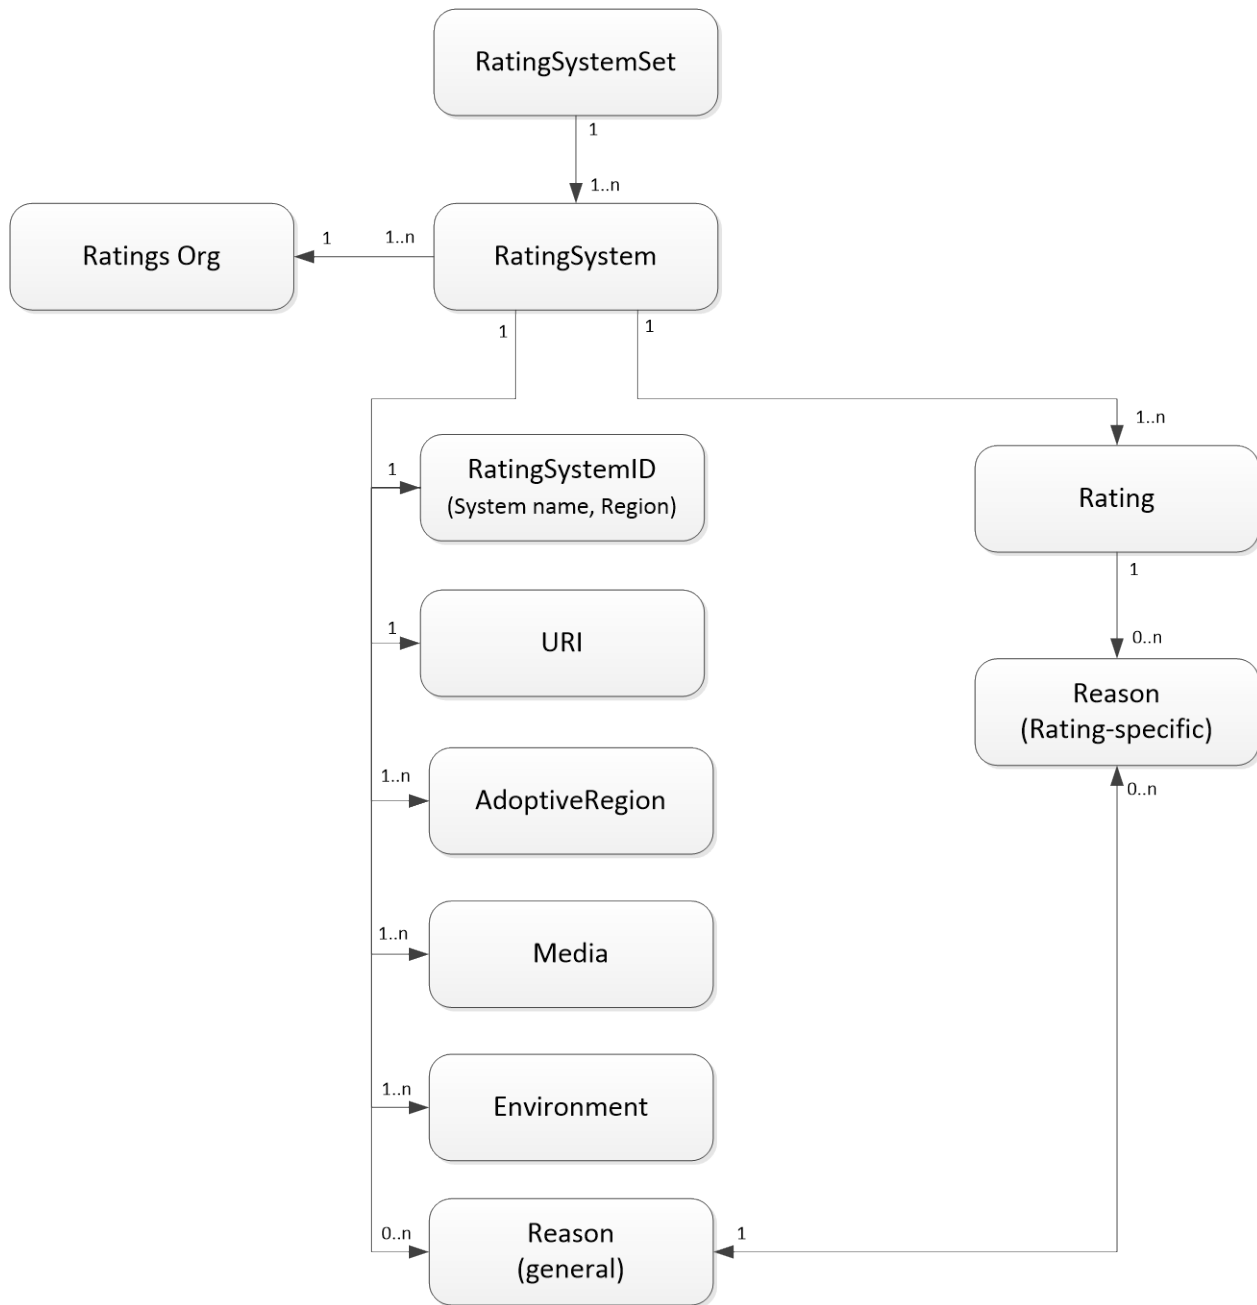 RatingSystemSet
1
1..n
Ratings Org
1
1..n
RatingSystem
1
1
1..n
Rating
1
RatingSystemID
(System name, Region)
1
0..n
1
URI
Reason
(Rating-specific)
0..n
1..n
AdoptiveRegion
1..n
Media
1..n
Environment
0..n
Reason
(general)
1